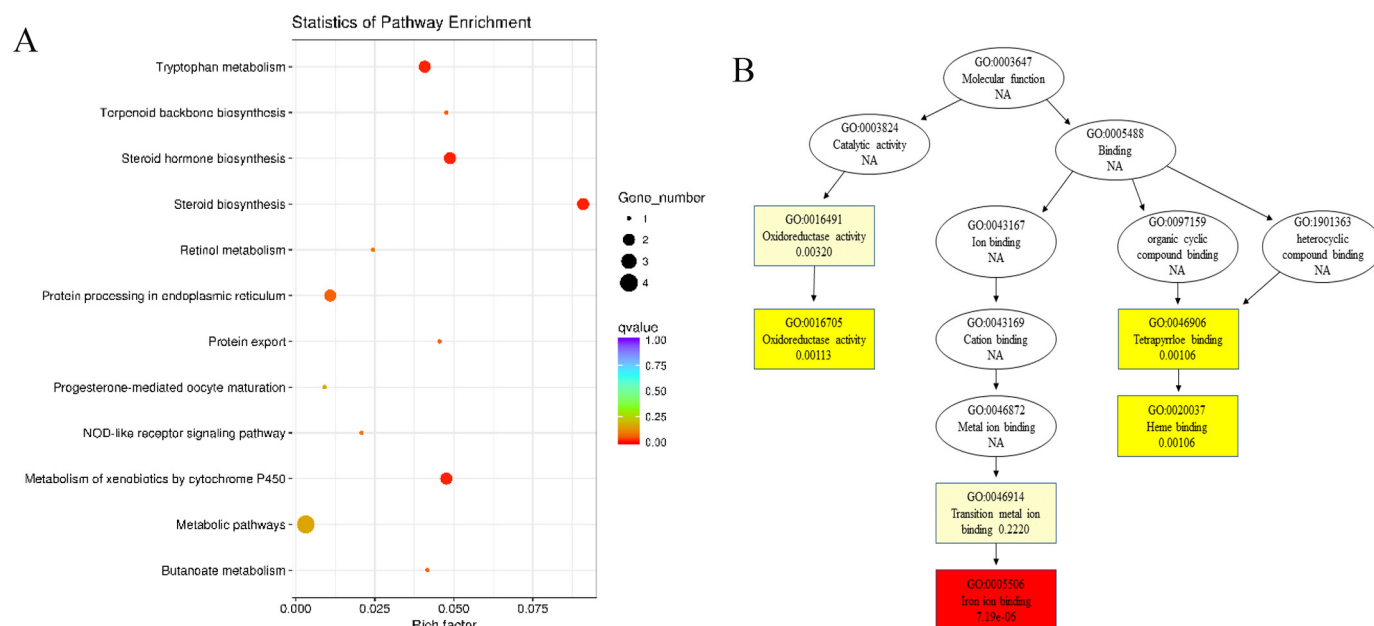 A
Statistics of Pathway Enrichment
Tryptophan metabolism
Terpenoid backbone biosynthesis
Steroid hormone biosynthesis
Steroid biosynthesis
Retinol metabolism
Protein processing in endoplasmic reticulum
Protein export
Progesterone-mediated oocyte maturation
NOD-like receptor signaling pathway
Metabolism of xenobiotics by cytochrome P450
Metabolic pathways
Butanoate metabolism
0.000
0.025
0.050
0.075
Rich factor
Gene_number
1
2
3
4
qvalue
1.00
0.75
0.50
0.25
0.00
B
GO:0003647
Molecular function
NA
GO:0003824
Catalytic activity
NA
GO:0005488
Binding
NA
GO:0016491
Oxidoreductase activity
0.00320
GO:0043167
Ion binding
NA
GO:0097159
organic cyclic
compound binding
NA
GO:1901363
heterocyclic
compound binding
NA
GO:0016705
Oxidoreductase activity
0.00113
GO:0043169
Cation binding
NA
GO:0046906
Tetapyrrloe binding
0.00106
GO:0046872
Metal ion binding
NA
GO:0020037
Heme binding
0.00106
GO:0046914
Transition metal ion
binding 0.2220
GO:0005506
Iron ion binding
7.19e-06